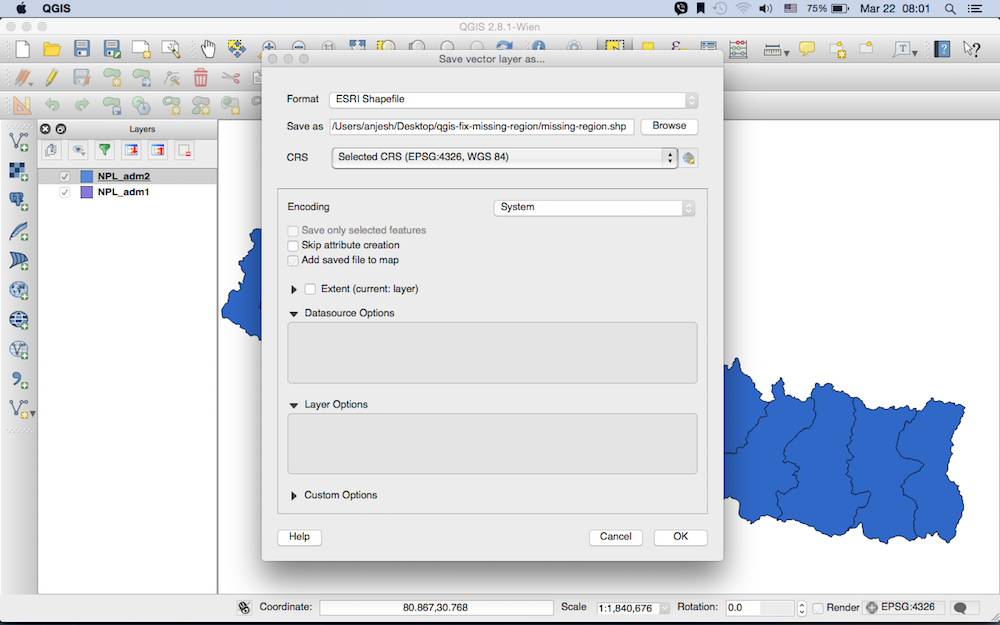 QGIS 75% Mar 22 08:01
QGIS 2.8.1-Wien
Save vector layer as...
Format ESRI Shapefile
Save as /Users/anjesh/Desktop/qgis-fix-missing-region/missing-region.shp Browse
CRS Selected CRS (EPSG:4326, WGS 84)
Layers
NPL_adm2
NPL_adm1
Encoding System
Save only selected features
Skip attribute creation
Add saved file to map
Extent (current: layer)
Datasource Options
Layer Options
Custom Options
Help Cancel OK
Coordinate: 80.867,30.768 Scale 1:1,840,676 Rotation: 0.0 Render EPSG:4326